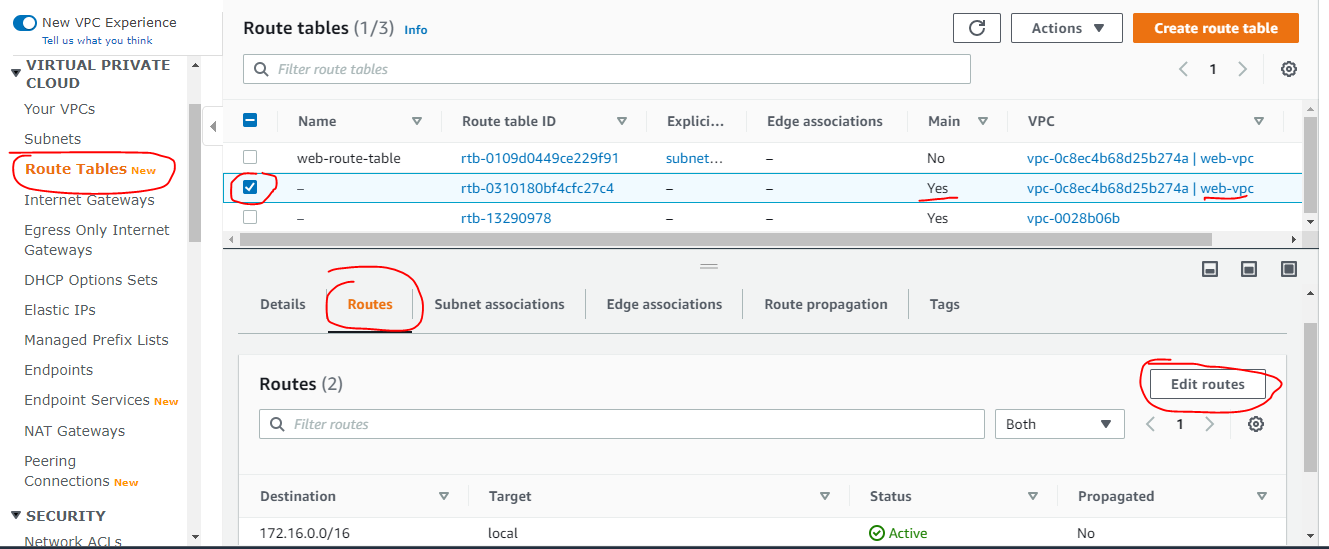 New VPC Experience
Tell us what you think
VIRTUAL PRIVATE
CLOUD
Your VPCs
Subnets
Route Tables New
Internet Gateways
Egress Only Internet
Gateways
DHCP Options Sets
Elastic IPs
Managed Prefix Lists
Endpoints
Endpoint Services New
NAT Gateways
Peering
Connections New
SECURITY
Network ACLs
Route tables (1/3) Info
Actions
Create route table
Filter route tables
1
Name Route table ID Explici... Edge associations Main VPC
web-route-table rtb-0109d0449ce229f91 subnet... – No vpc-0c8ec4b68d25b274a | web-vpc
– rtb-0310180bf4cfc27c4 – – Yes vpc-0c8ec4b68d25b274a | web-vpc
– rtb-13290978 – – Yes vpc-0028b06b
Details Routes Subnet associations Edge associations Route propagation Tags
Routes (2)
Edit routes
Filter routes
Both
1
Destination Target Status Propagated
172.16.0.0/16 local Active No